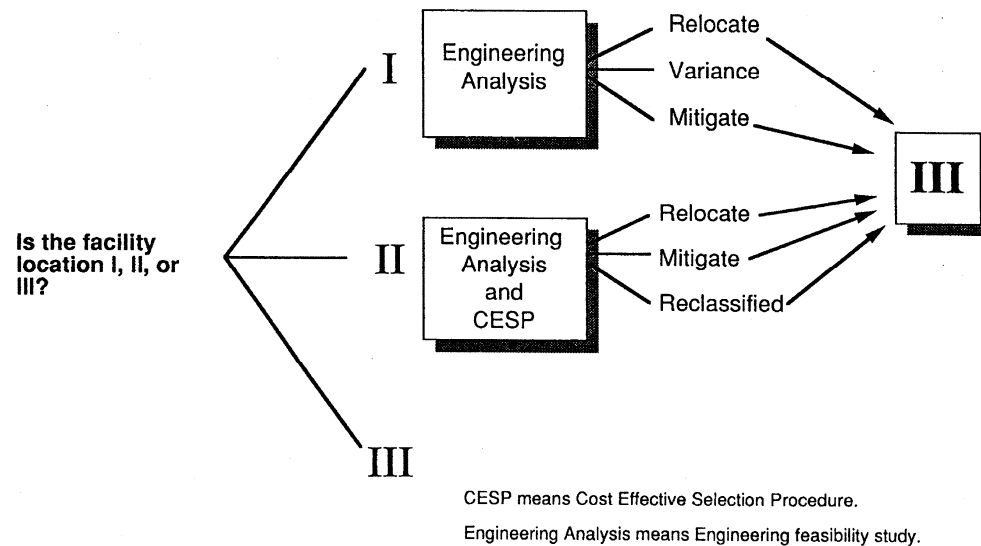 Is the facility
location I, II, or
III?
I
Engineering
Analysis
Relocate
Variance
Mitigate
II
Engineering
Analysis
and
CESP
Relocate
Mitigate
Reclassified
III
III
CESP means Cost Effective Selection Procedure.
Engineering Analysis means Engineering feasibility study.